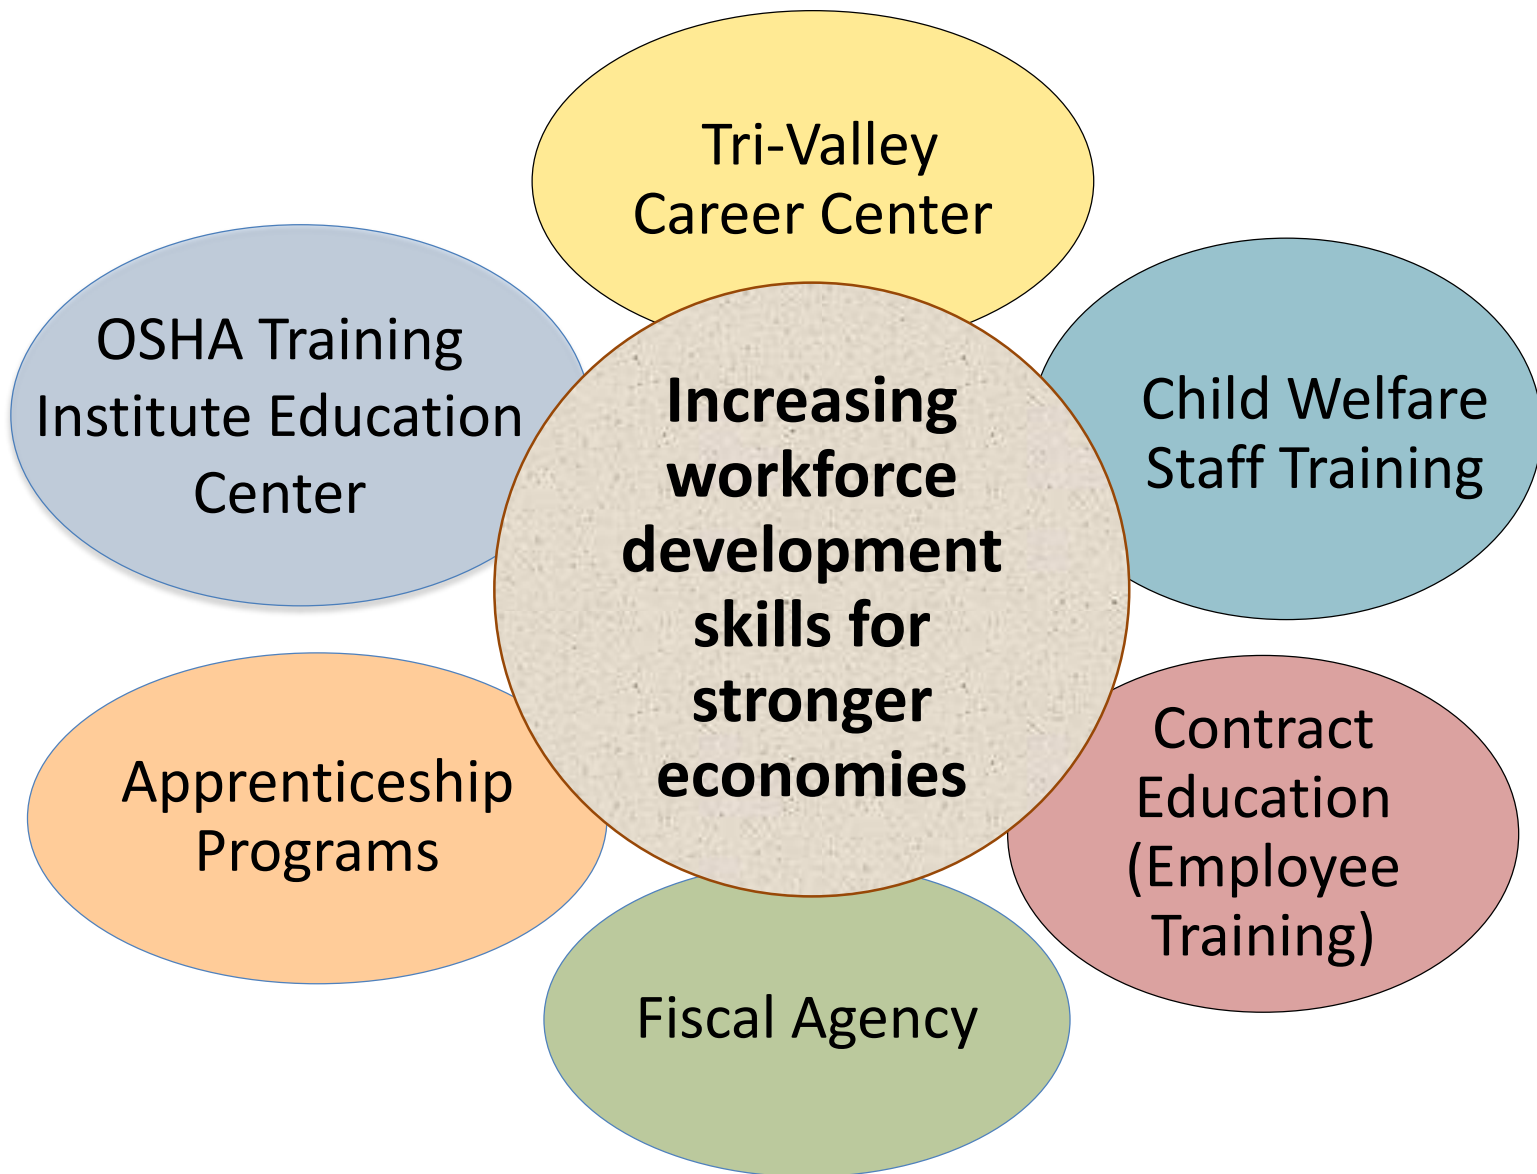 Tri-Valley
Career Center
OSHA Training
Institute Education
Center
Increasing
workforce
development
skills for
stronger
economies
Child Welfare
Staff Training
Apprenticeship
Programs
Contract
Education
(Employee
Training)
Fiscal Agency